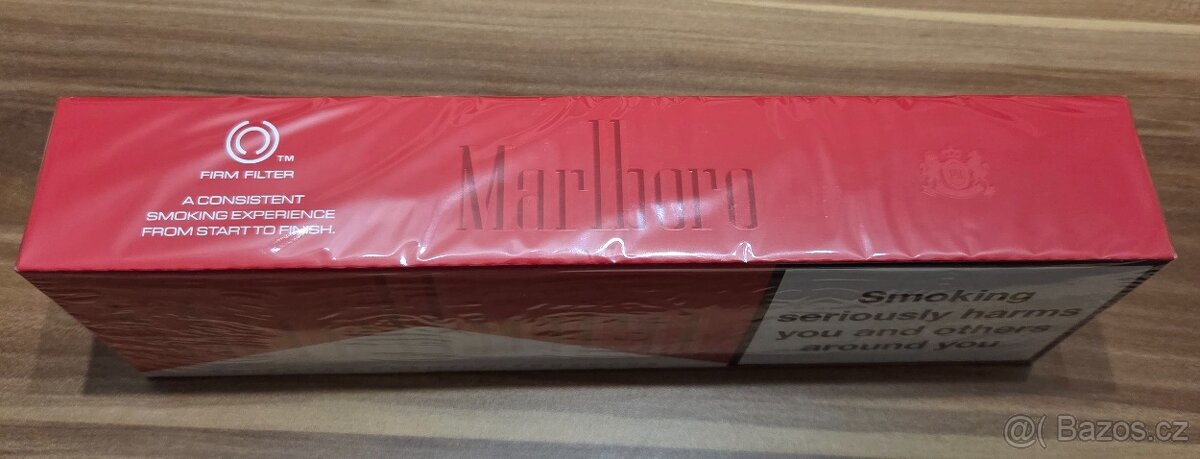 TM
FIRM FILTER
A CONSISTENT
SMOKING EXPERIENCE
FROM START TO FINISH.
Marlboro
Smoking
seriously harms
you and others
around you
@( Bazos.cz